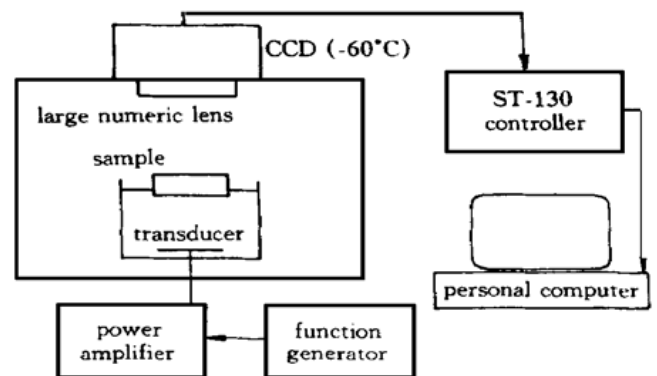 CCD (-60°C)
large numeric lens
ST-130
controller
sample
transducer
personal computer
power
amplifier
function
generator